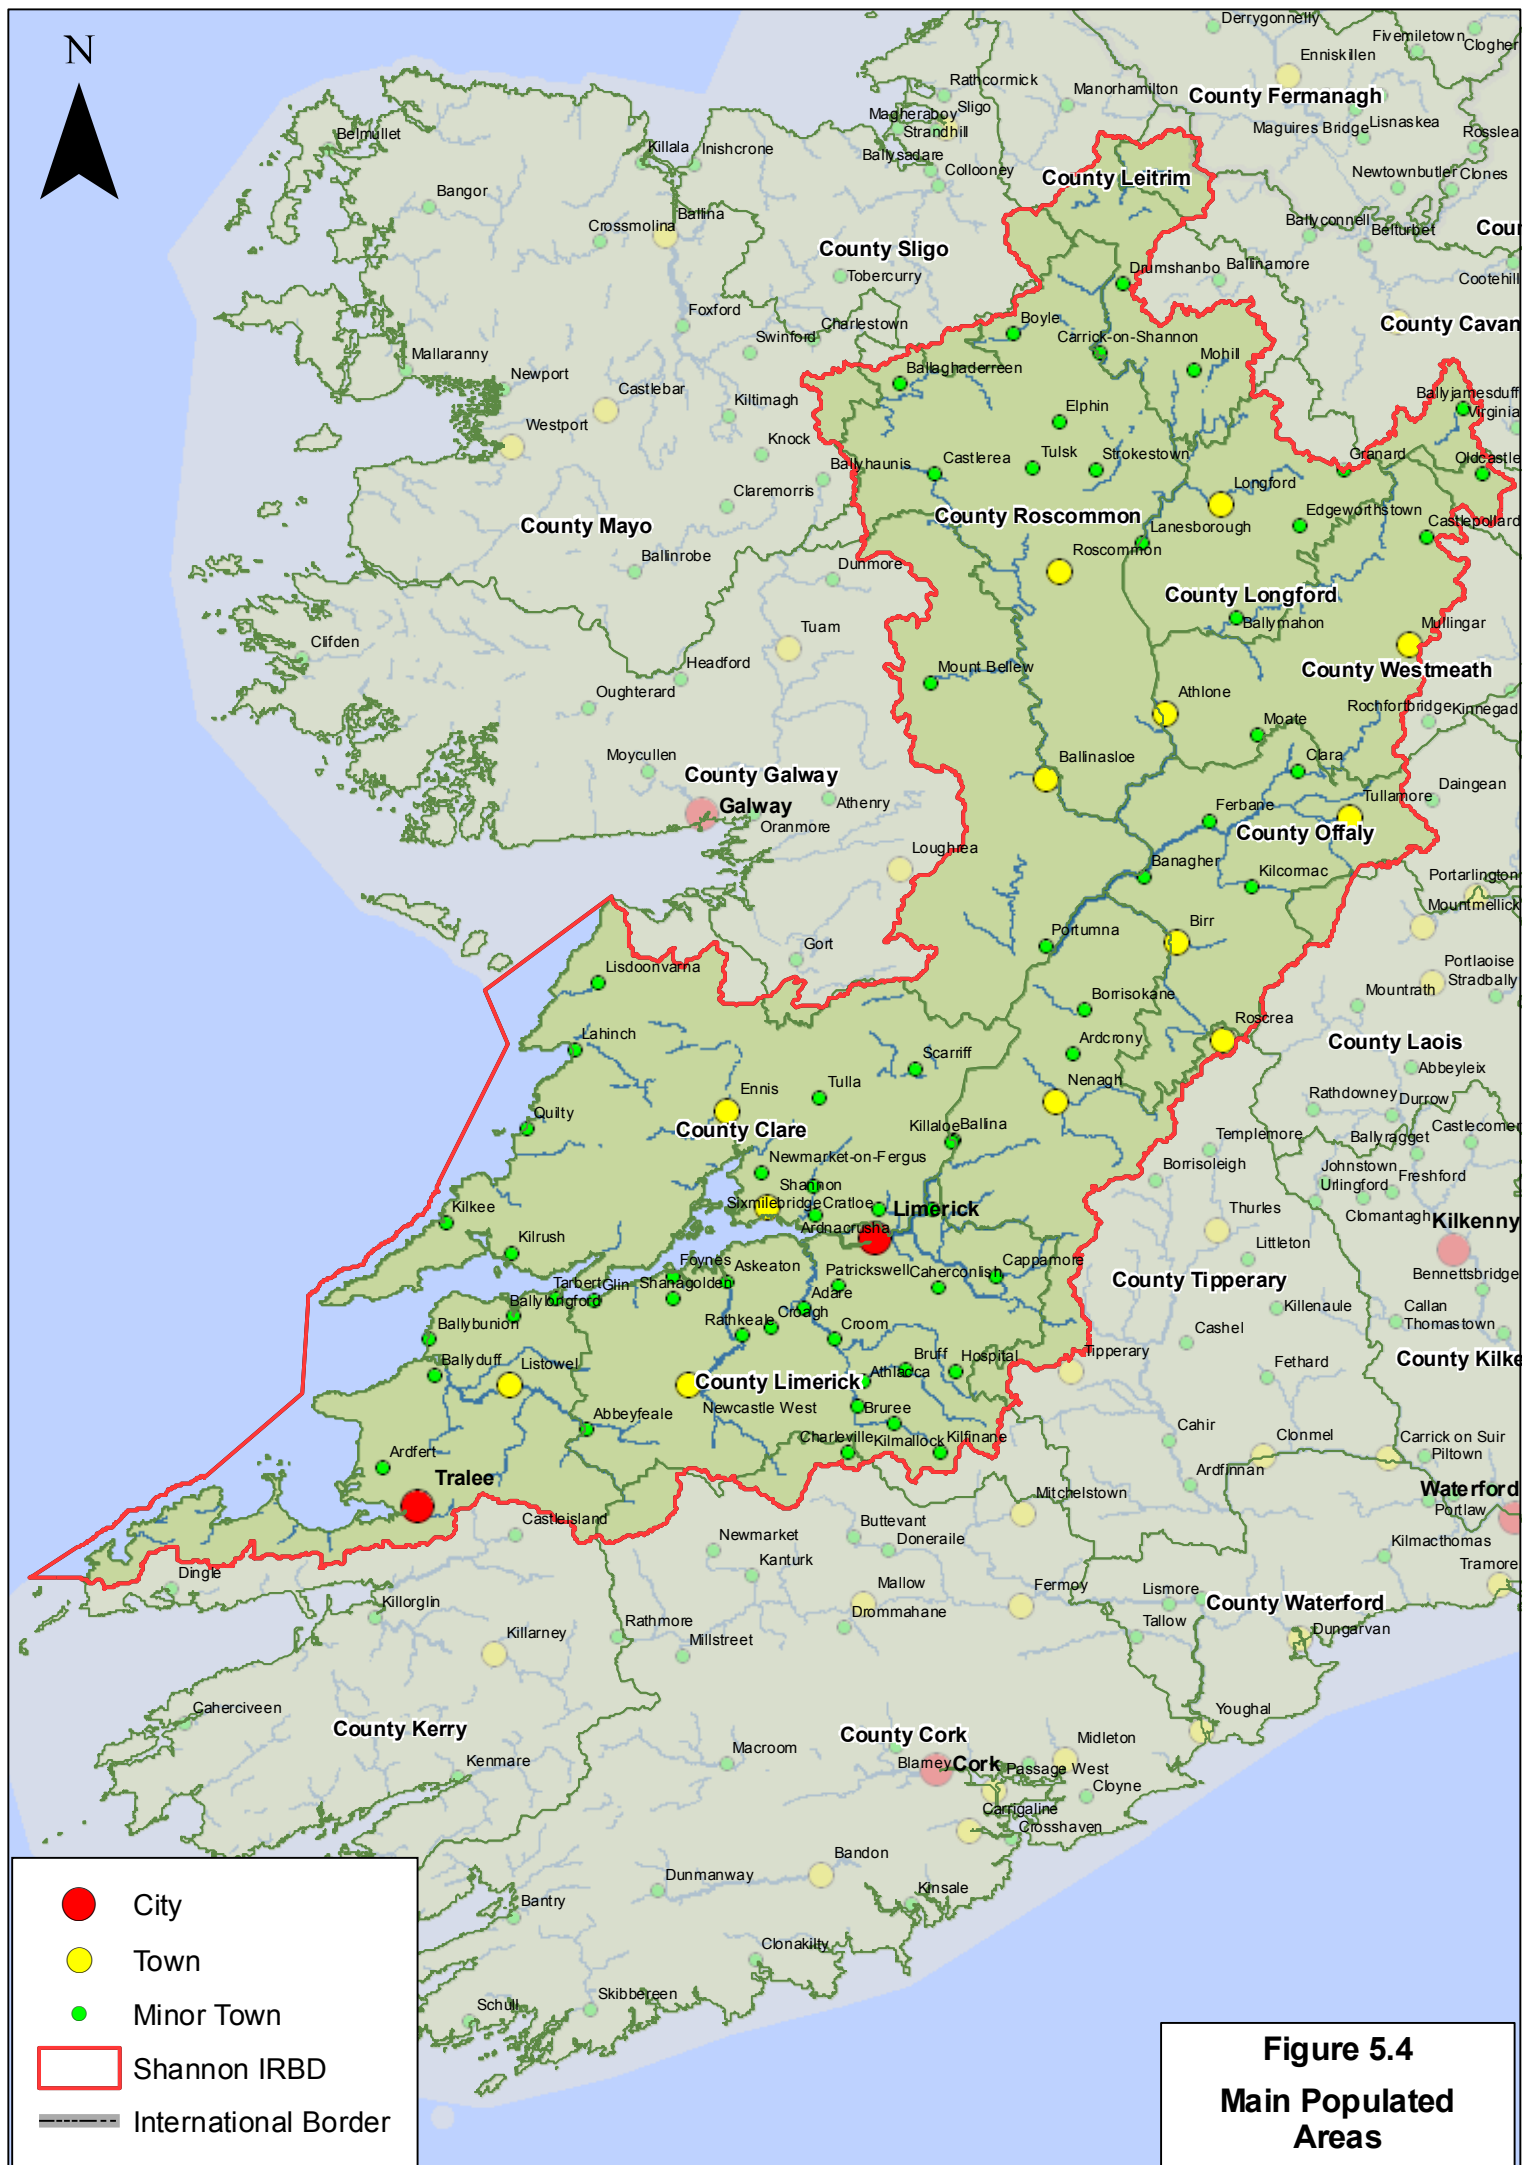 Derrygonnelly
Fivemiletown
Clogher
N
Enniskillen
Rathcormick
Manorhamilton
County Fermanagh
Magheraboy
Sligo
Strandhill
Maguires Bridge
Lisnaskea
Rosslea
Belmullet
Killala
Inishcrone
Ballysadare
Collooney
County Leitrim
Newtownbutler
Clones
Bangor
Ballina
Crossmolina
Ballyconnell
Belturbet
Coun
County Sligo
Tobercurry
Drumshanbo
Ballinamore
Cootehill
Foxford
Charlestown
Swinford
Boyle
Carrick-on-Shannon
County Cavan
Mallaranny
Newport
Castlebar
Kiltimagh
Ballaghaderreen
Mohill
Ballyjamesduff
Virginia
Westport
Elphin
Knock
Ballyhaunis
Castlerea
Tulsk
Strokestown
Granard
Oldcastle
Claremorris
Longford
County Mayo
County Roscommon
Lanesborough
Edgeworthstown
Castlepollard
Ballinrobe
Dunmore
Roscommon
County Longford
Ballymahon
Clifden
Tuam
Mullingar
Headford
Mount Bellew
County Westmeath
Oughterard
Athlone
Rochfortbridge
Kinnegad
Moate
Moycullen
County Galway
Ballinasloe
Clara
Galway
Athenry
Oranmore
Ferbane
Tullamore
Daingean
County Offaly
Loughrea
Banagher
Kilcormac
Portarlington
Mountmellick
Gort
Portumna
Birr
Lisdoonvarna
Portlaoise
Stradbally
Borrisokane
Mountrath
Lahinch
Roscrea
Ardcrony
County Laois
Scarriff
Abbeyleix
Ennis
Tulla
Nenagh
Quilty
Rathdowney
Durrow
County Clare
Killaloe
Ballina
Templemore
Ballyragget
Castlecomer
Newmarket-on-Fergus
Borrisoleigh
Johnstown
Freshford
Shannon
Urlingford
Sixmilebridge
Cratloe
Limerick
Clomantagh
Kilkenny
Kilkee
Ardnacrusha
Thurles
Kilrush
Littleton
Foynes
Askeaton
Patrickswell
Caherconlish
Cappamore
County Tipperary
Bennettsbridge
Tarbert
Glin
Shanagolden
Ballylongford
Adare
Killenaule
Callan
Thomastown
Ballybunion
Rathkeale
Croagh
Croom
Cashel
Ballyduff
Listowel
Bruff
Hospital
Tipperary
Fethard
County Kilke
Athlacca
County Limerick
Newcastle West
Bruree
Abbeyfeale
Charleville
Kilmallock
Kilfinane
Cahir
Clonmel
Carrick on Suir
Piltown
Ardfert
Tralee
Ardfinnan
Waterford
Portlaw
Castleisland
Mitchelstown
Newmarket
Buttevant
Doneraile
Kilmacthomas
Kanturk
Tramore
Dingle
Mallow
Fermoy
Lismore
County Waterford
Killorglin
Rathmore
Drommahane
Tallow
Dungarvan
Killarney
Millstreet
Caherciveen
Youghal
County Kerry
County Cork
Midleton
Kenmare
Macroom
Blarney
Cork
Passage West
Cloyne
Carrigaline
Crosshaven
Bandon
Dunmanway
Kinsale
Bantry
Clonakilty
Schull
Skibbereen
City
Town
Minor Town
Shannon IRBD
International Border
Figure 5.4
Main Populated
Areas